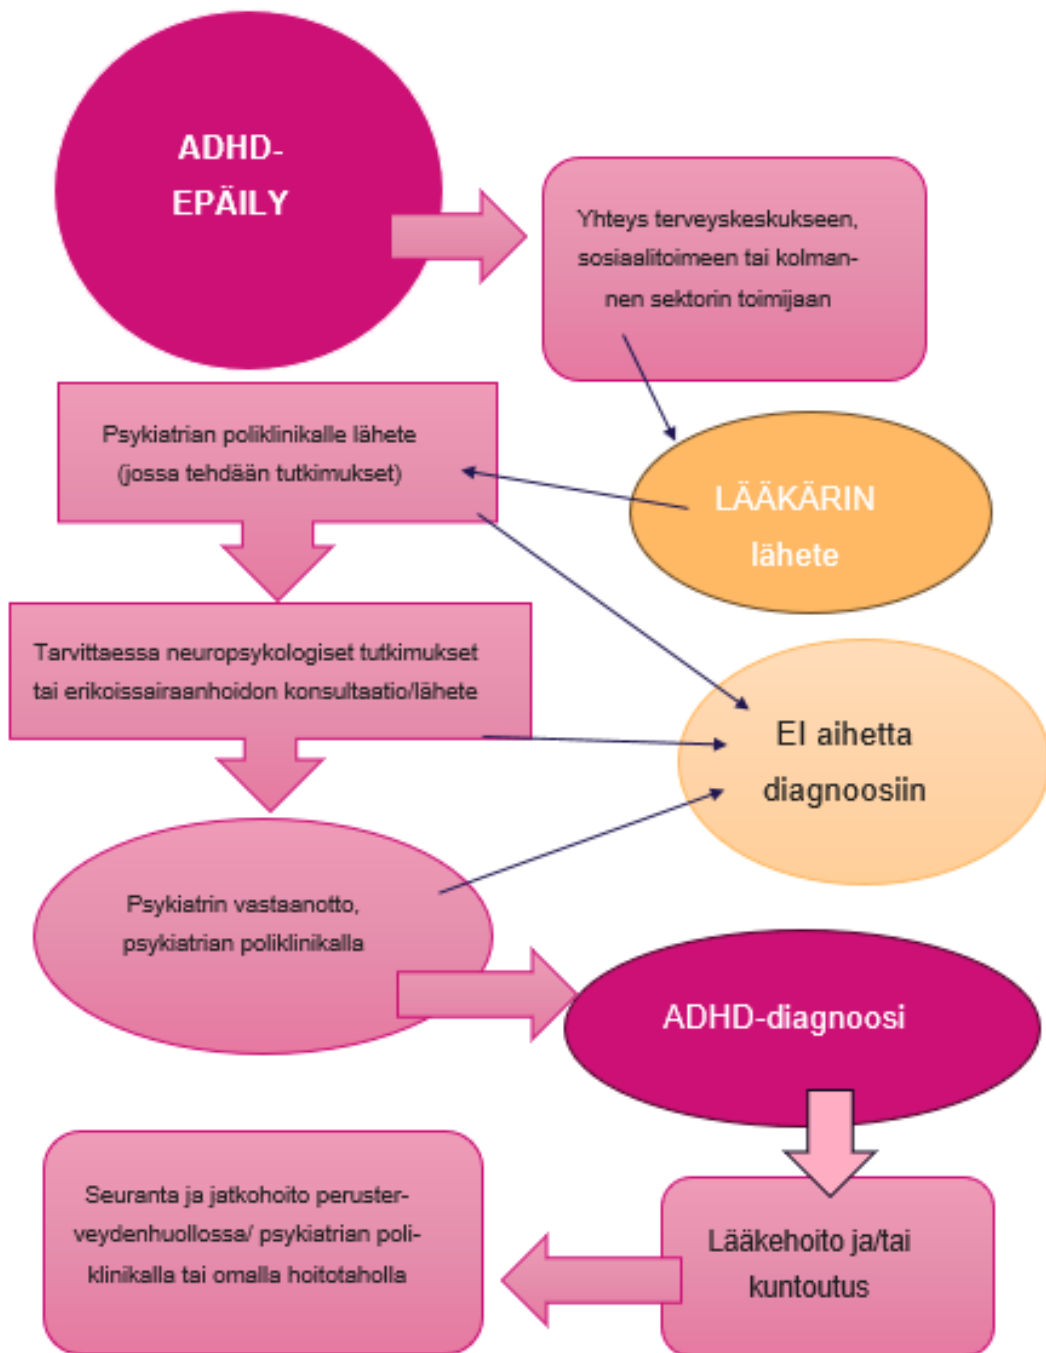 ADHD-
EPÄILY
Yhteys terveyskeskukseen,
sosiaalitoimeen tai kolman-
nen sektorin toimijaan
LÄÄKÄRIN
lähete
Psykiatrian poliklinikalle lähete
(jossa tehdään tutkimukset)
Tarvittaessa neuropsykologiset tutkimukset
tai erikoissairaanhoidon konsultaatio/lähete
EI aihetta
diagnoosiin
Psykiatrin vastaanotto,
psykiatrian poliklinikalla
ADHD-diagnoosi
Lääkehoito ja/tai
kuntoutus
Seuranta ja jatkohoito peruster-
veydenhuollossa/ psykiatrian poli-
klinikalla tai omalla hoitotaholla